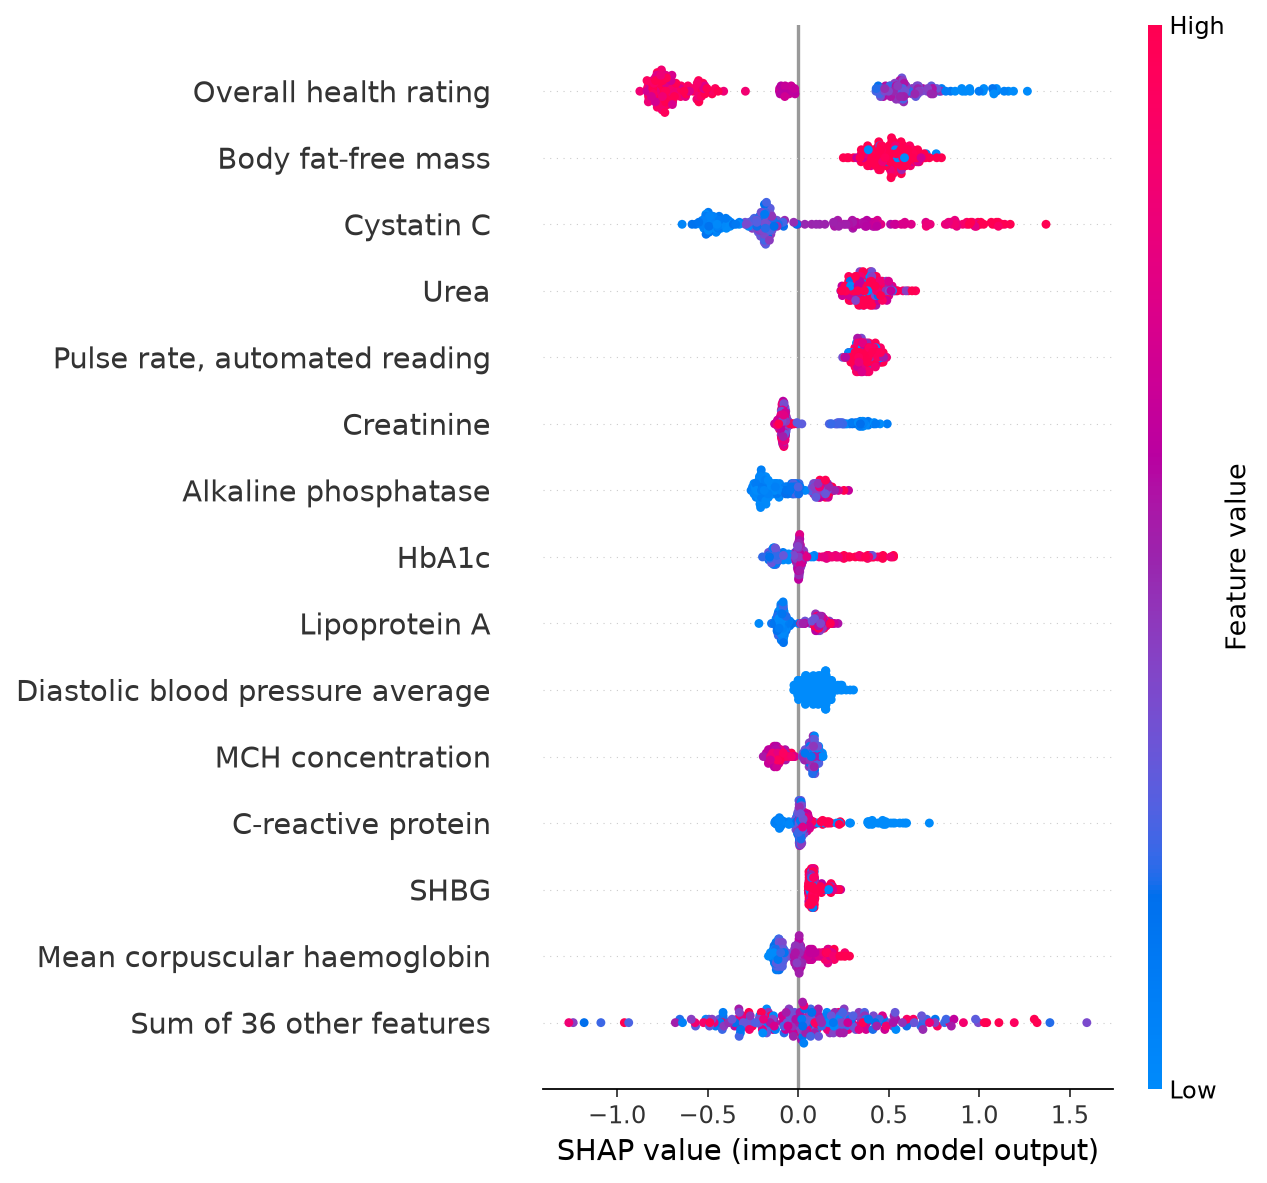 High
Overall health rating
Body fat-free mass
Cystatin C
Urea
Pulse rate, automated reading
Creatinine
Alkaline phosphatase
HbA1c
Lipoprotein A
Diastolic blood pressure average
MCH concentration
C-reactive protein
SHBG
Mean corpuscular haemoglobin
Sum of 36 other features
Feature value
Low
−1.0 −0.5 0.0 0.5 1.0 1.5
SHAP value (impact on model output)